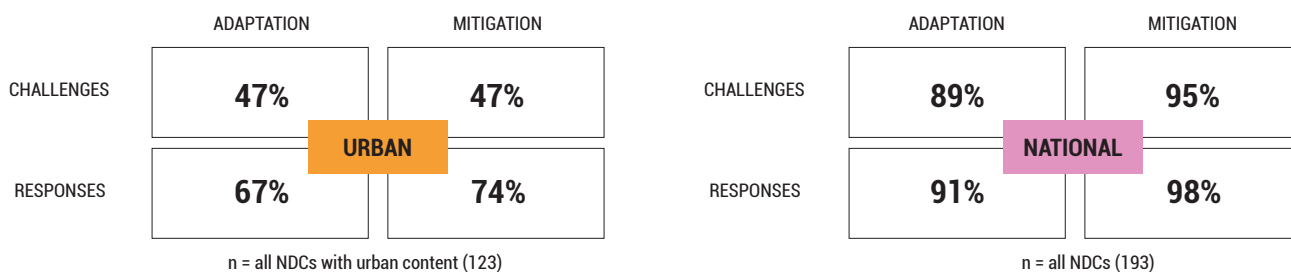 ADAPTATION MITIGATION
CHALLENGES 47% 47%
URBAN
RESPONSES 67% 74%
n = all NDCs with urban content (123)
ADAPTATION MITIGATION
CHALLENGES 89% 95%
NATIONAL
RESPONSES 91% 98%
n = all NDCs (193)